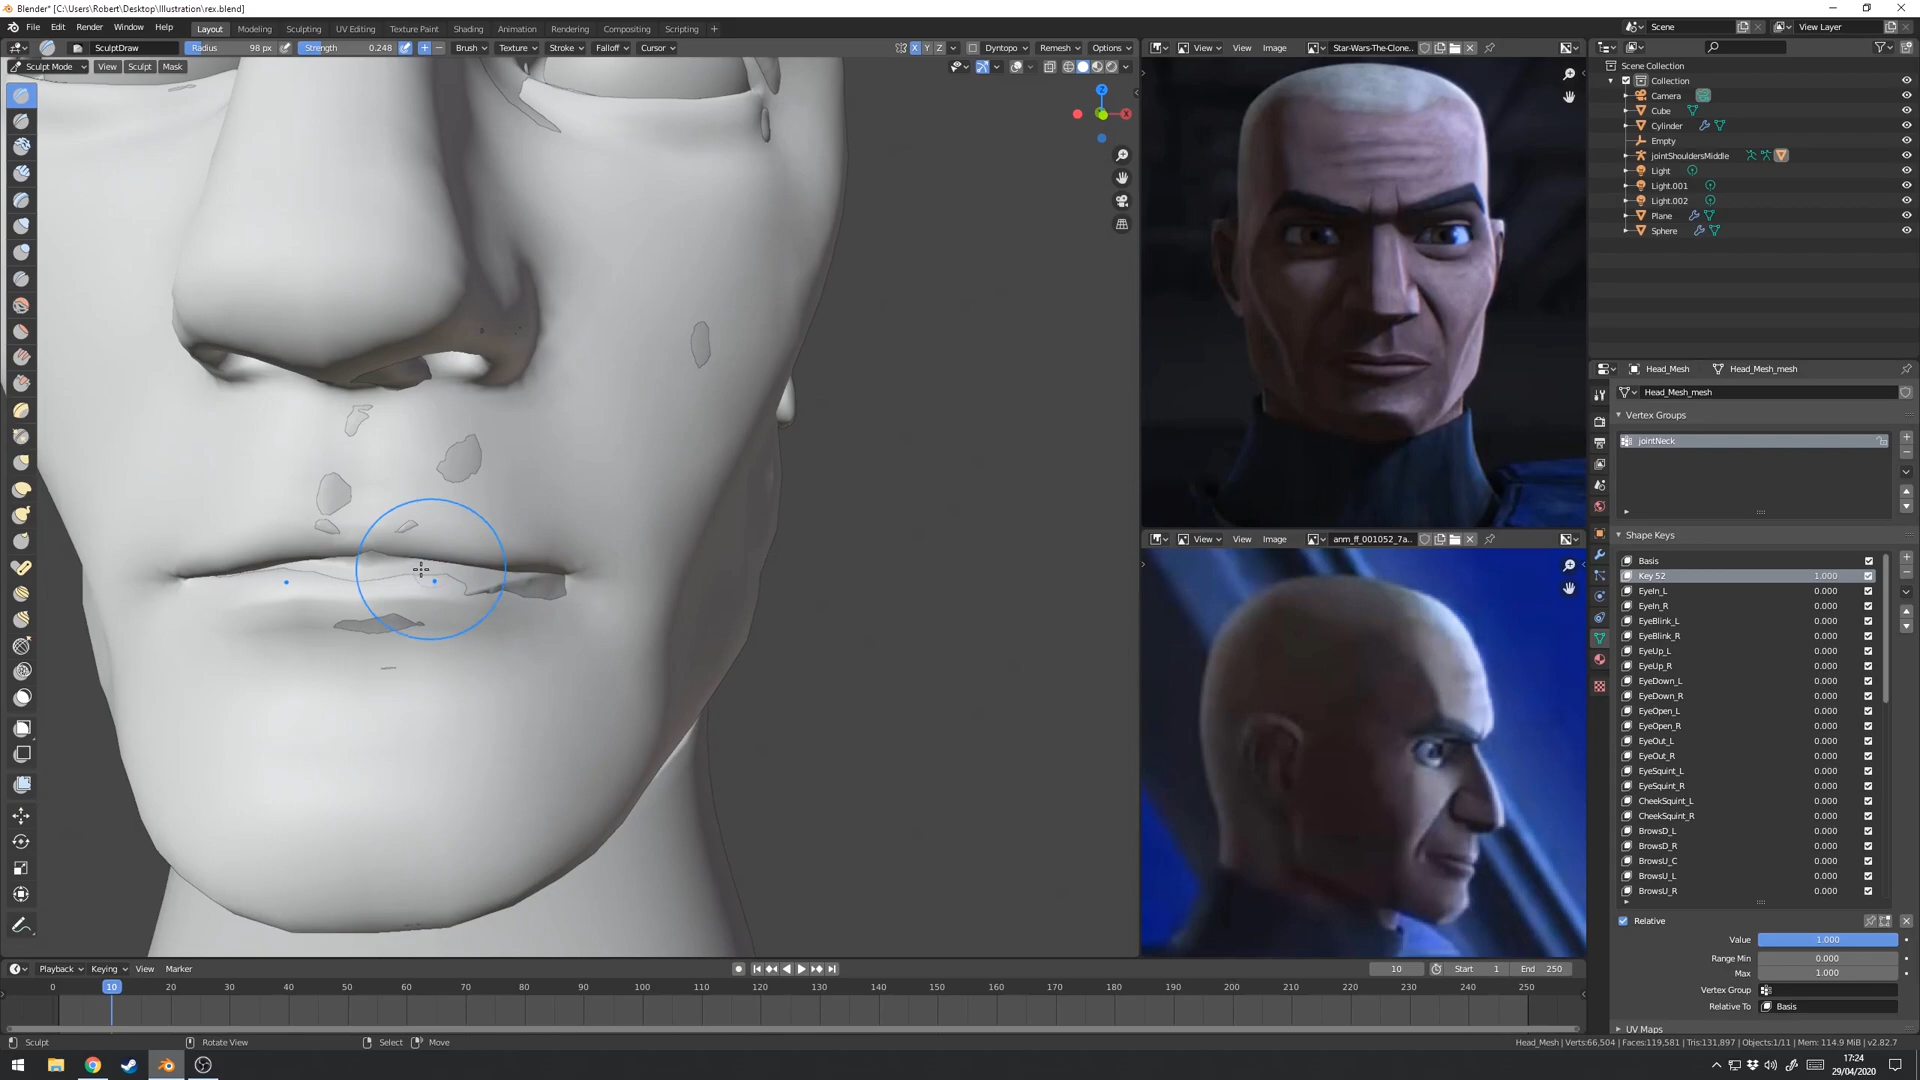 Blender* [C:\Users\Robert\Desktop\Illustration\rex.blend]
File Edit Render Window Help Layout Modeling Sculpting UV Editing Texture Paint Shading Animation Rendering Compositing Scripting + Scene View Layer
SculptDraw Radius 98 px Strength 0.248 Brush Texture Stroke Falloff Cursor X Y Z Dyntopo Remesh Options
Sculpt Mode View Sculpt Mask
Z
X
View View Image Star-Wars-The-Clone..
View View Image anm_ff_001052_7a..
Scene Collection
Collection
Camera
Cube
Cylinder
Empty
jointShouldersMiddle
Light
Light.001
Light.002
Plane
Sphere
Head_Mesh Head_Mesh_mesh
Head_Mesh_mesh
Vertex Groups
jointNeck
Shape Keys
Basis
Key 52 1.000
EyeIn_L 0.000
EyeIn_R 0.000
EyeBlink_L 0.000
EyeBlink_R 0.000
EyeUp_L 0.000
EyeUp_R 0.000
EyeDown_L 0.000
EyeDown_R 0.000
EyeOpen_L 0.000
EyeOpen_R 0.000
EyeOut_L 0.000
EyeOut_R 0.000
EyeSquint_L 0.000
EyeSquint_R 0.000
CheekSquint_L 0.000
CheekSquint_R 0.000
BrowsD_L 0.000
BrowsD_R 0.000
BrowsU_C 0.000
BrowsU_L 0.000
BrowsU_R 0.000
Relative
Value 1.000
Range Min 0.000
Max 1.000
Vertex Group
Relative To Basis
UV Maps
Playback Keying View Marker 10 Start 1 End 250
0 10 20 30 40 50 60 70 80 90 100 110 120 130 140 150 160 170 180 190 200 210 220 230 240 250
Sculpt Rotate View Select Move Head_Mesh | Verts:66,504 | Faces:119,581 | Tris:131,897 | Objects:1/11 | Mem: 114.9 MiB | v2.82.7
17:24
29/04/2020